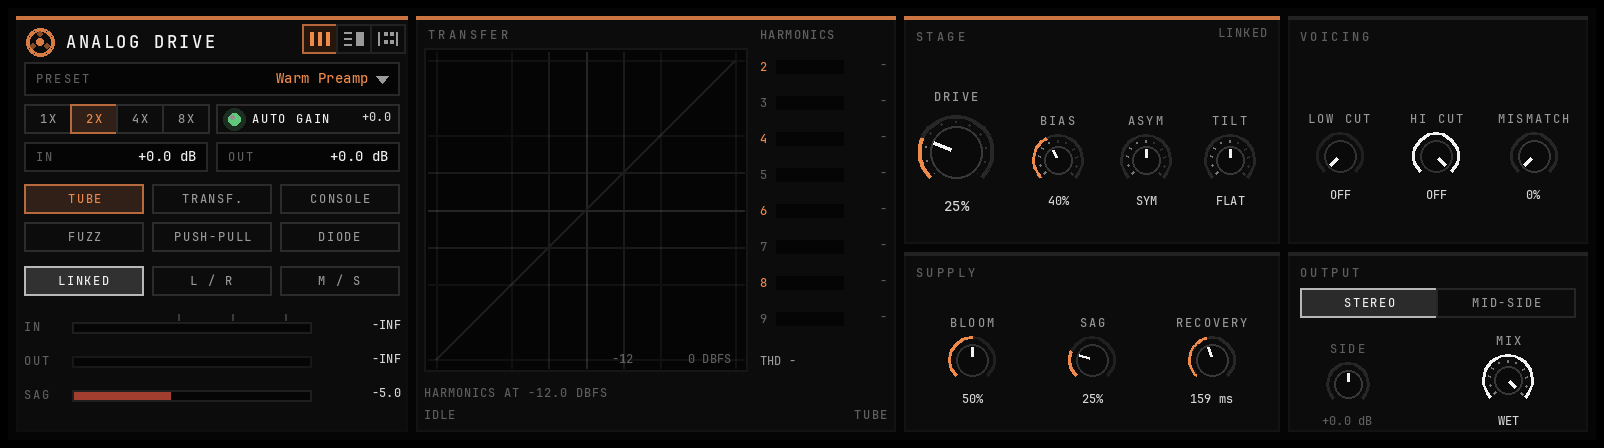 ANALOG DRIVE
PRESET Warm Preamp
1X 2X 4X 8X AUTO GAIN +0.0
IN +0.0 dB OUT +0.0 dB
TUBE TRANSF. CONSOLE
FUZZ PUSH-PULL DIODE
LINKED L / R M / S
IN -INF
OUT -INF
SAG -5.0
TRANSFER HARMONICS
2 -
3 -
4 -
5 -
6 -
7 -
8 -
9 -
-12 0 DBFS THD -
HARMONICS AT -12.0 DBFS
IDLE TUBE
STAGE LINKED
DRIVE BIAS ASYM TILT
25% 40% SYM FLAT
VOICING
LOW CUT HI CUT MISMATCH
OFF OFF 0%
SUPPLY
BLOOM SAG RECOVERY
50% 25% 159 ms
OUTPUT
STEREO MID-SIDE
SIDE MIX
+0.0 dB WET